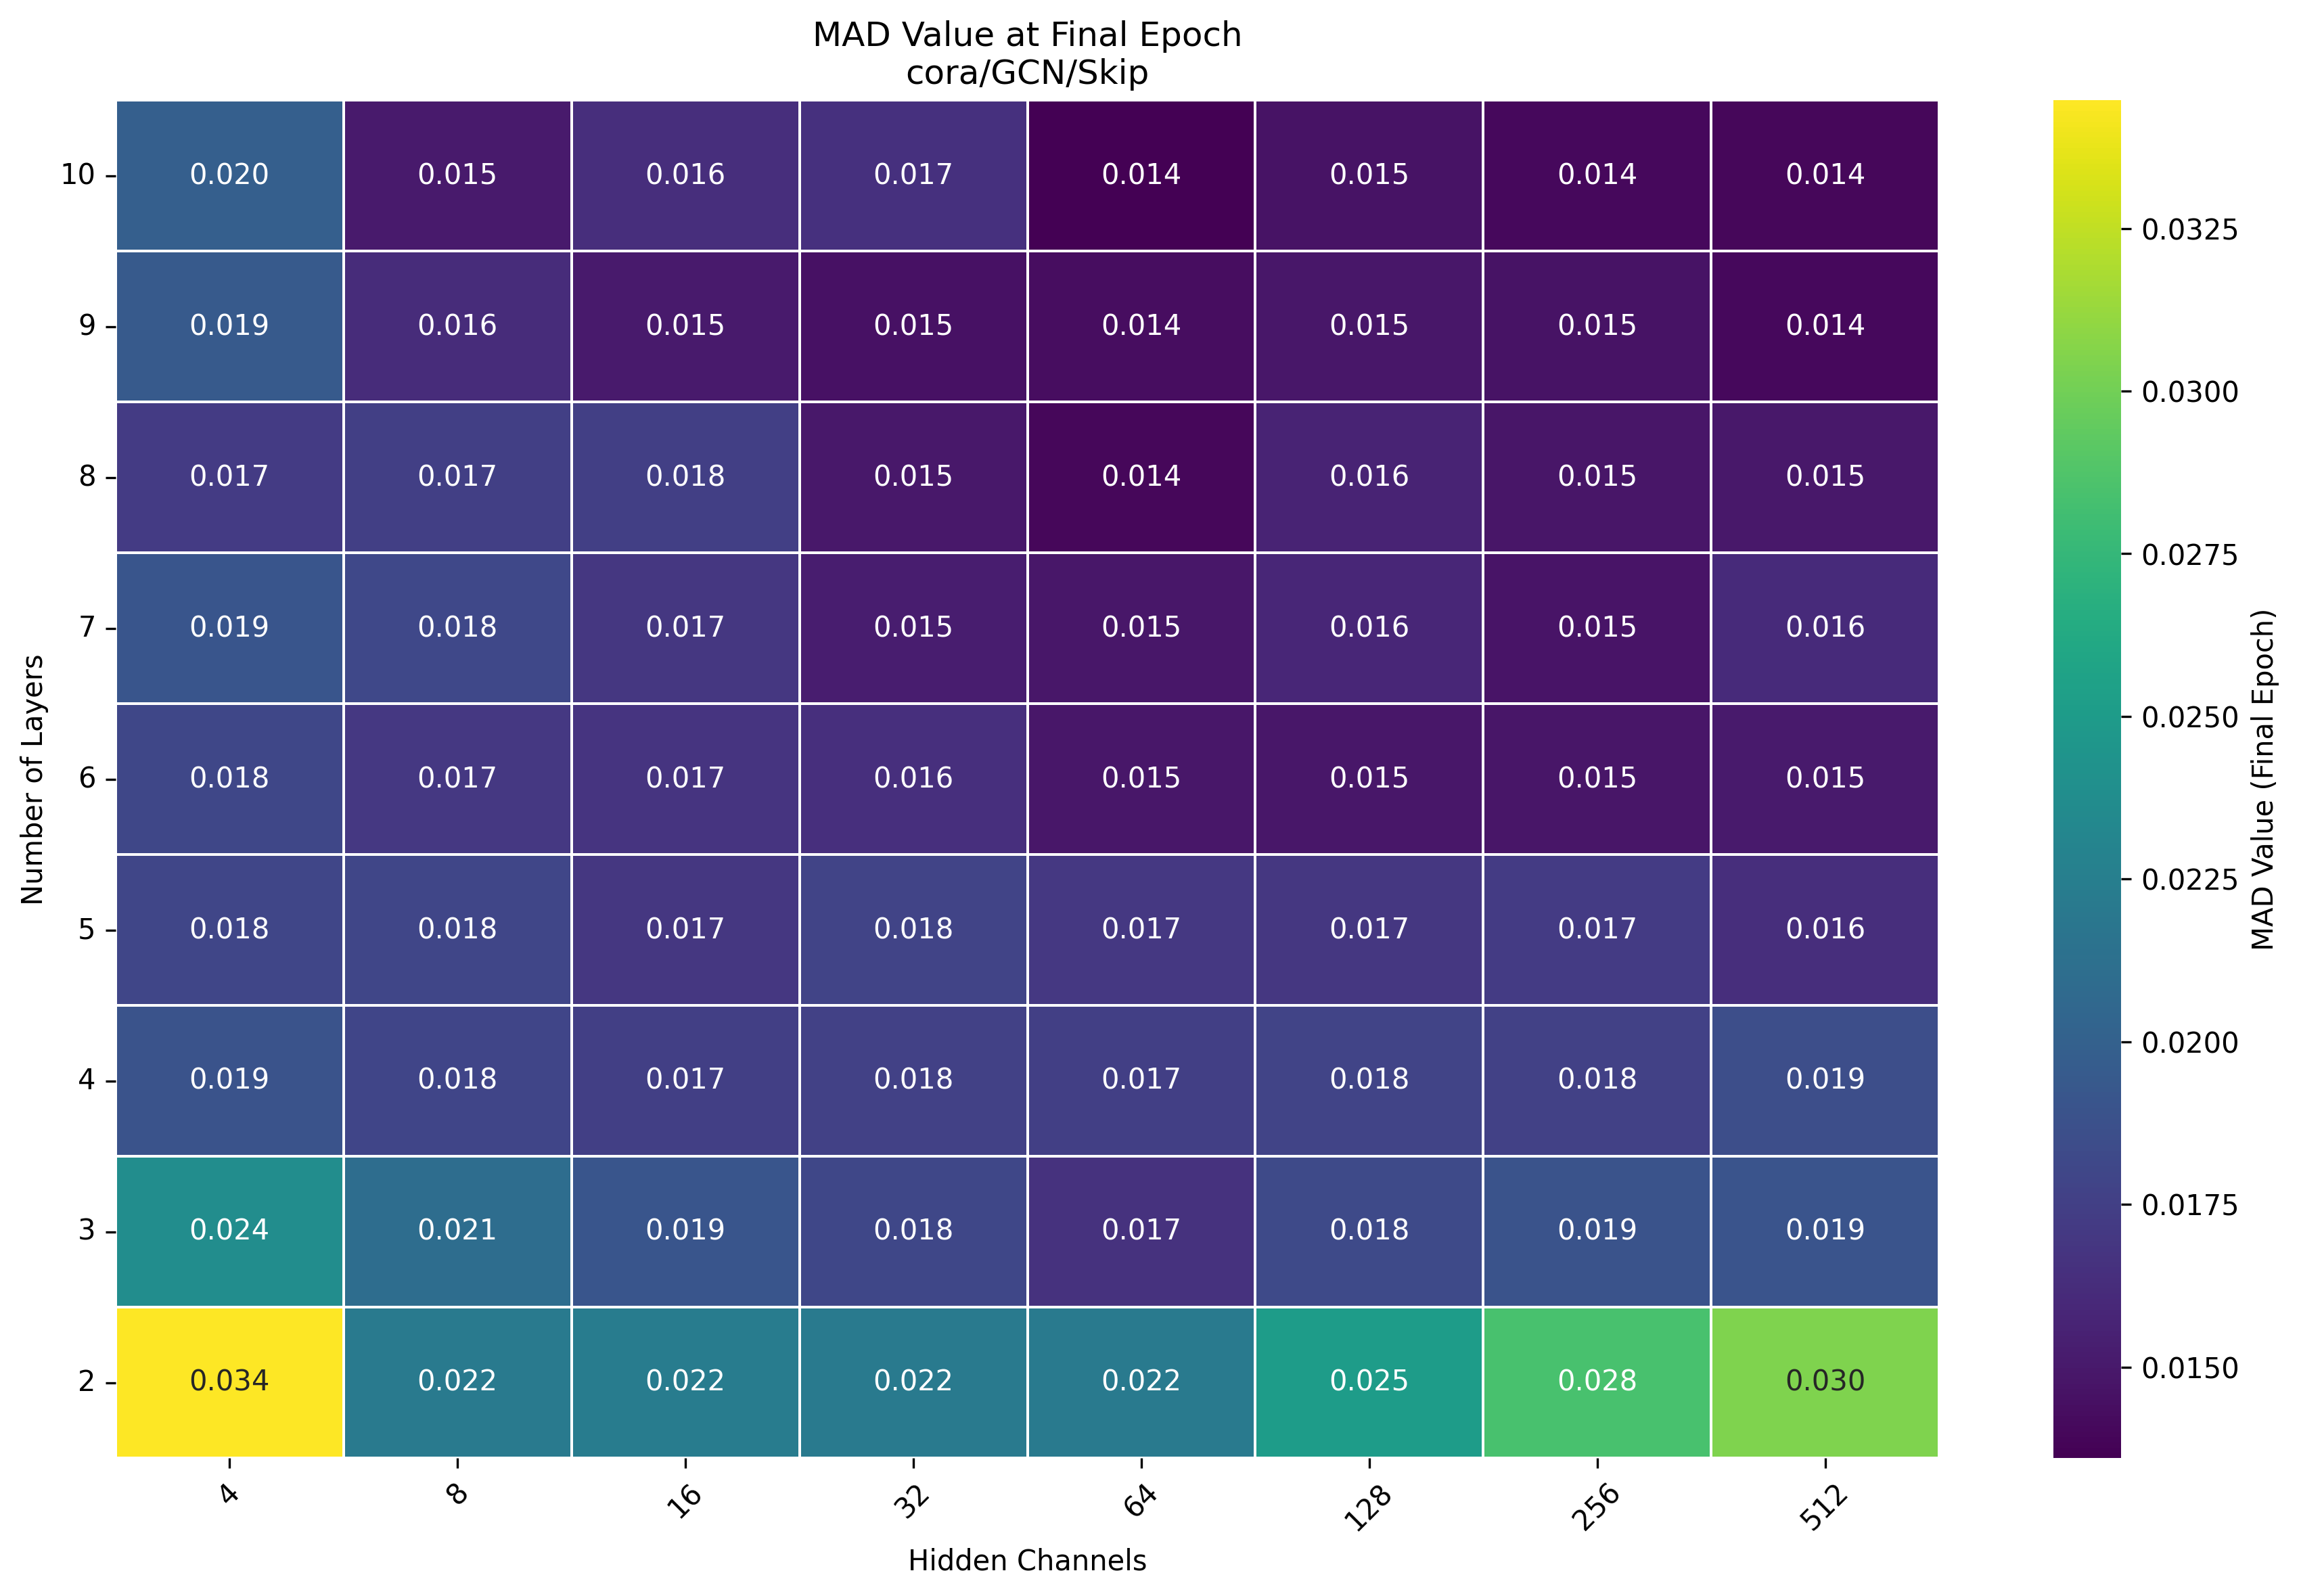 MAD Value at Final Epoch
cora/GCN/Skip
10 0.020 0.015 0.016 0.017 0.014 0.015 0.014 0.014
9 0.019 0.016 0.015 0.015 0.014 0.015 0.015 0.014
8 0.017 0.017 0.018 0.015 0.014 0.016 0.015 0.015
7 0.019 0.018 0.017 0.015 0.015 0.016 0.015 0.016
6 0.018 0.017 0.017 0.016 0.015 0.015 0.015 0.015
5 0.018 0.018 0.017 0.018 0.017 0.017 0.017 0.016
4 0.019 0.018 0.017 0.018 0.017 0.018 0.018 0.019
3 0.024 0.021 0.019 0.018 0.017 0.018 0.019 0.019
2 0.034 0.022 0.022 0.022 0.022 0.025 0.028 0.030
4 8 16 32 64 128 256 512
Hidden Channels
Number of Layers
0.0325
0.0300
0.0275
0.0250
0.0225
0.0200
0.0175
0.0150
MAD Value (Final Epoch)